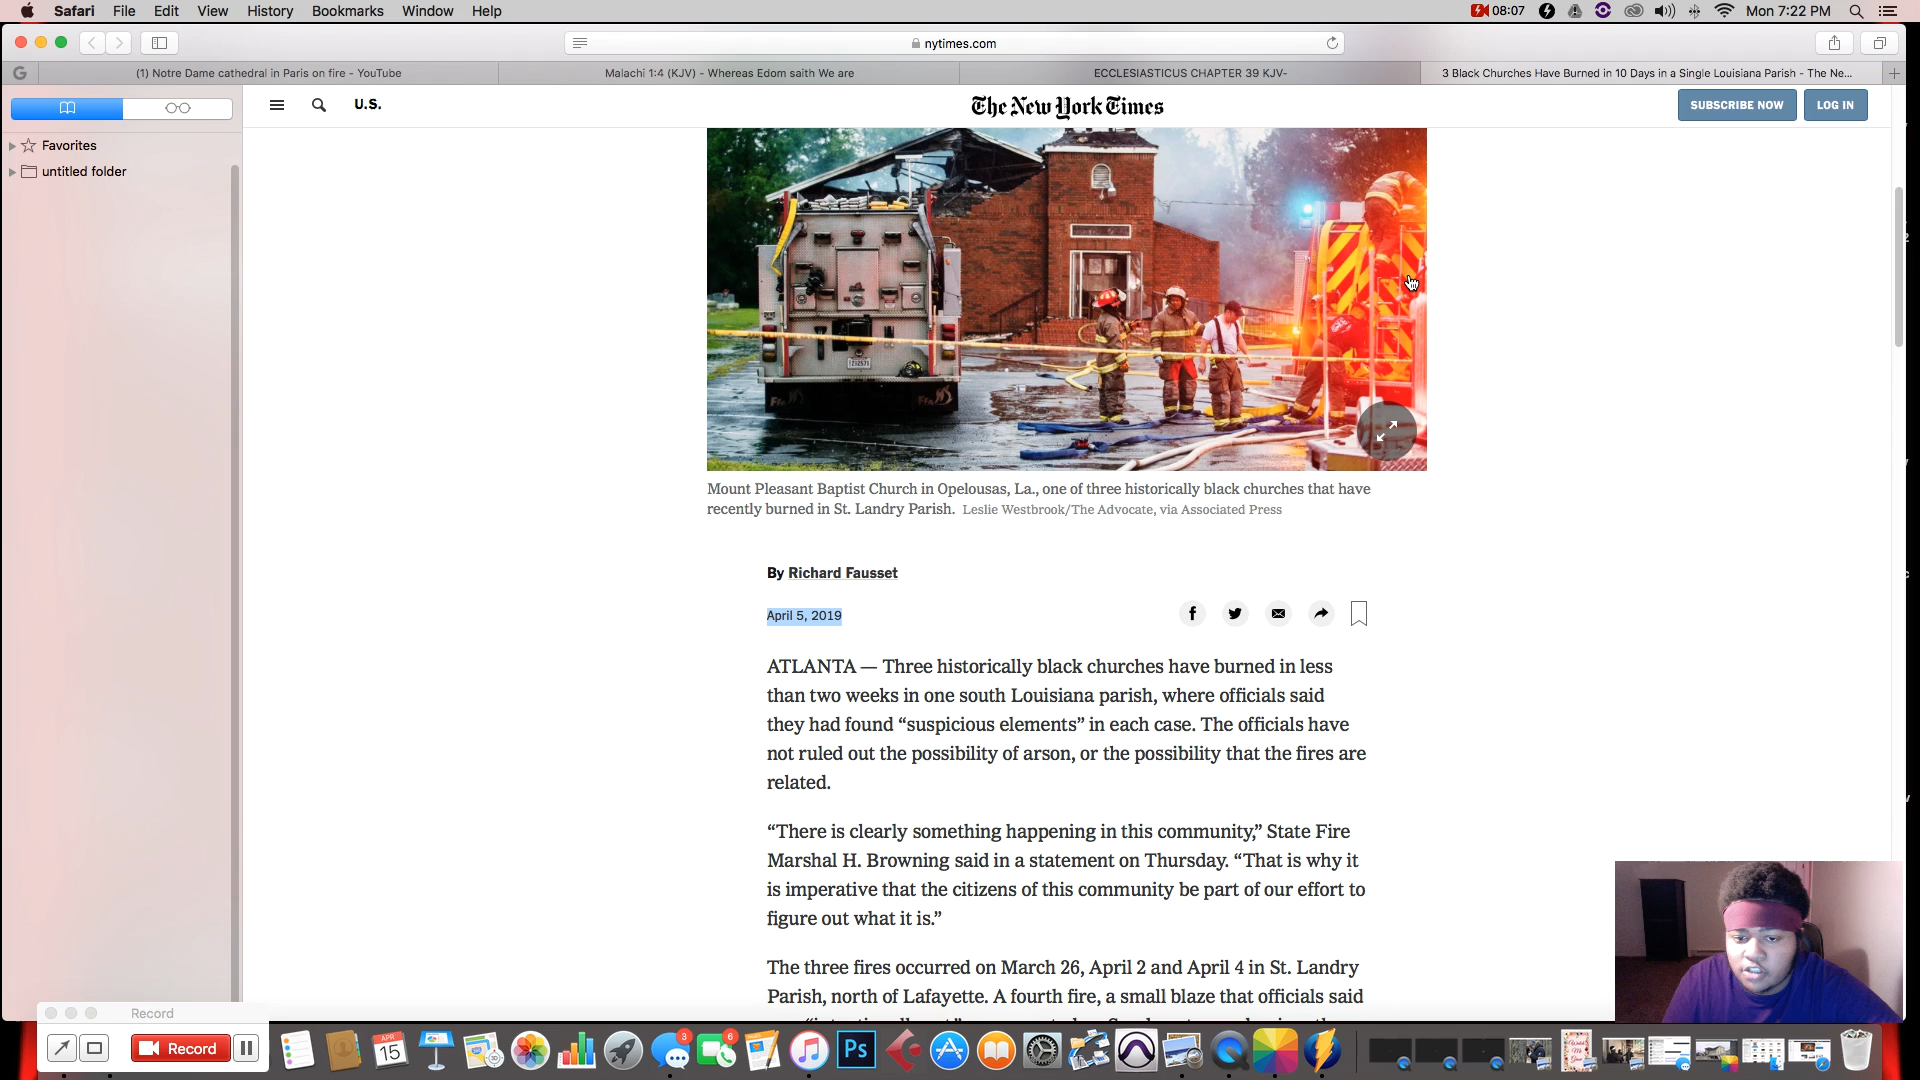 Safari File Edit View History Bookmarks Window Help 08:07 Mon 7:22 PM
nytimes.com
(1) Notre Dame cathedral in Paris on fire - YouTube
Malachi 1:4 (KJV) - Whereas Edom saith We are
ECCLESIASTICUS CHAPTER 39 KJV-
3 Black Churches Have Burned in 10 Days in a Single Louisiana Parish - The Ne...
U.S.
The New York Times
SUBSCRIBE NOW
LOG IN
Favorites
untitled folder
Mount Pleasant Baptist Church in Opelousas, La., one of three historically black churches that have
recently burned in St. Landry Parish. Leslie Westbrook/The Advocate, via Associated Press
By Richard Fausset
April 5, 2019
ATLANTA — Three historically black churches have burned in less
than two weeks in one south Louisiana parish, where officials said
they had found “suspicious elements” in each case. The officials have
not ruled out the possibility of arson, or the possibility that the fires are
related.
“There is clearly something happening in this community,” State Fire
Marshal H. Browning said in a statement on Thursday. “That is why it
is imperative that the citizens of this community be part of our effort to
figure out what it is.”
The three fires occurred on March 26, April 2 and April 4 in St. Landry
Parish, north of Lafayette. A fourth fire, a small blaze that officials said
Record
Record
APR
15
3
6
Ps